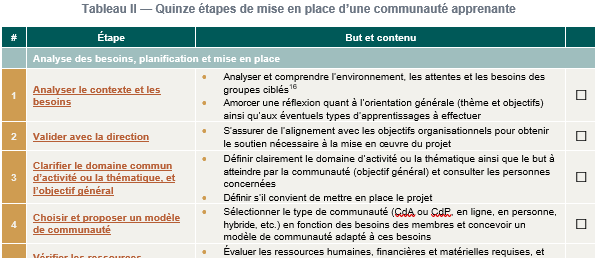 Tableau II — Quinze étapes de mise en place d'une communauté apprenante
# Étape But et contenu
Analyse des besoins, planification et mise en place
1
Analyser le contexte et les
besoins
• Analyser et comprendre l'environnement, les attentes et les besoins des
groupes ciblés16
• Amorcer une réflexion quant à l'orientation générale (thème et objectifs)
ainsi qu'aux éventuels types d'apprentissages à effectuer
☐
2
Valider avec la direction
• S'assurer de l'alignement avec les objectifs organisationnels pour obtenir
le soutien nécessaire à la mise en œuvre du projet
☐
3
Clarifier le domaine commun
d'activité ou la thématique, et
l'objectif général
• Définir clairement le domaine d'activité ou la thématique ainsi que le but à
atteindre par la communauté (objectif général) et consulter les personnes
concernées
• Définir s'il convient de mettre en place le projet
☐
4
Choisir et proposer un modèle
de communauté
• Sélectionner le type de communauté (CdA ou CdP, en ligne, en personne,
hybride, etc.) en fonction des besoins des membres et concevoir un
modèle de communauté adapté à ces besoins
☐
Vérifier les ressources
• Évaluer les ressources humaines, financières et matérielles requises, et